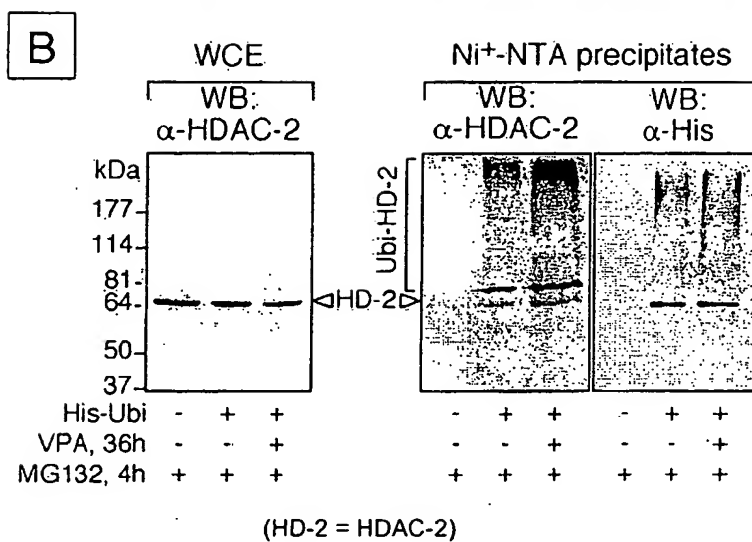 B
WCE
Ni+-NTA precipitates
WB:
α-HDAC-2
WB:
α-HDAC-2
WB:
α-His
kDa
177
114
81
64
50
37
◁HD-2▷
Ubi-HD-2
His-Ubi - + + - + + - + +
VPA, 36h - - + - - + - - +
MG132, 4h + + + + + + + + +
(HD-2 = HDAC-2)